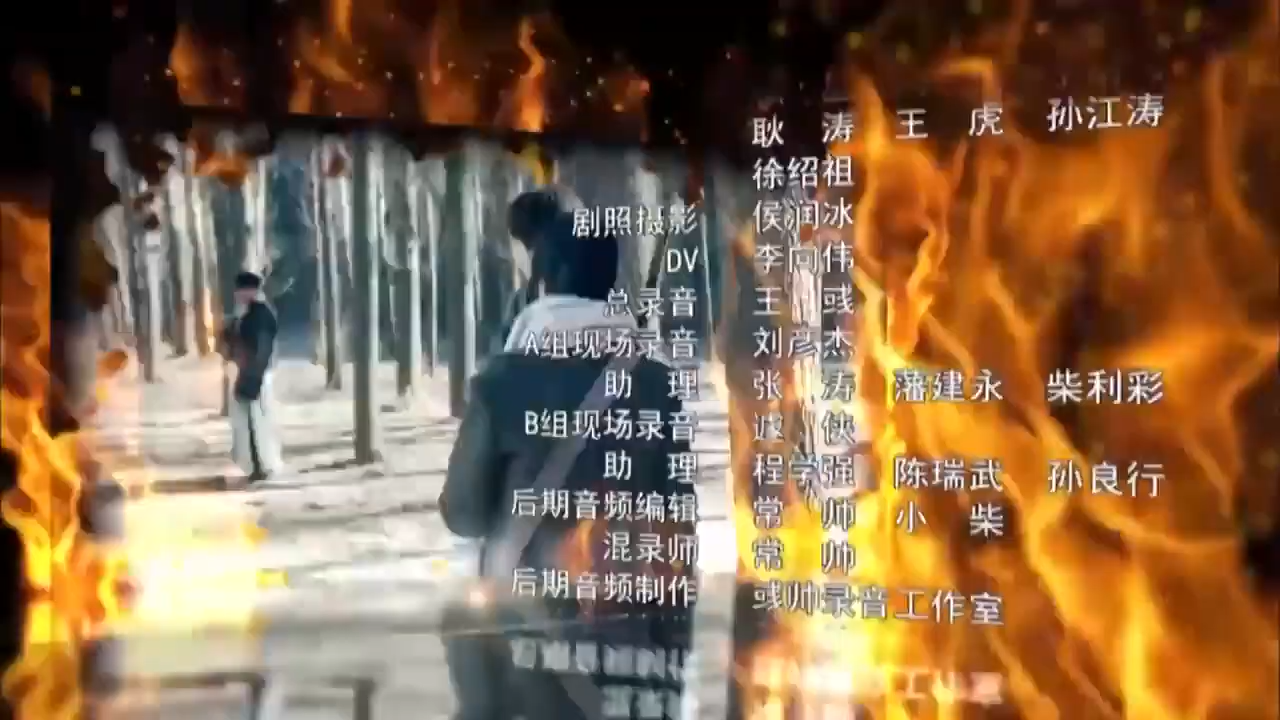 耿 涛 王 虎 孙江涛
徐绍祖
剧照摄影 侯润冰
DV 李向伟
总录音 王 彧
A组现场录音 刘彦杰
助 理 张 涛 藩建永 柴利彩
B组现场录音 侠
助 理 程学强 陈瑞武 孙良行
后期音频编辑 常 帅 小 柴
混录师 常 帅
后期音频制作 彧帅录音工作室